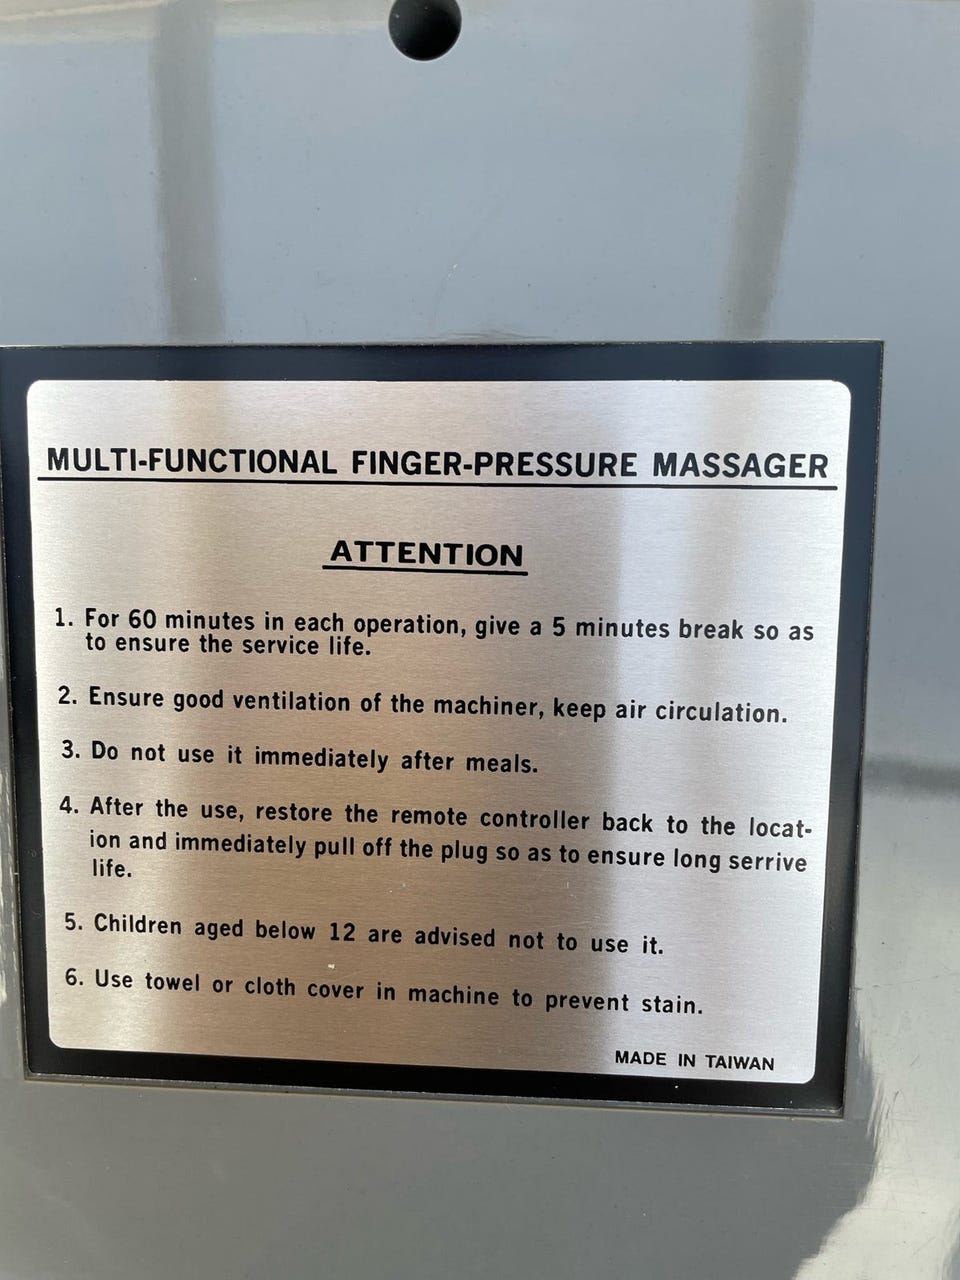 MULTI-FUNCTIONAL FINGER-PRESSURE MASSAGER
ATTENTION
1. For 60 minutes in each operation, give a 5 minutes break so as
to ensure the service life.
2. Ensure good ventilation of the machiner, keep air circulation.
3. Do not use it immediately after meals.
4. After the use, restore the remote controller back to the locat-
ion and immediately pull off the plug so as to ensure long serrive
life.
5. Children aged below 12 are advised not to use it.
6. Use towel or cloth cover in machine to prevent stain.
MADE IN TAIWAN